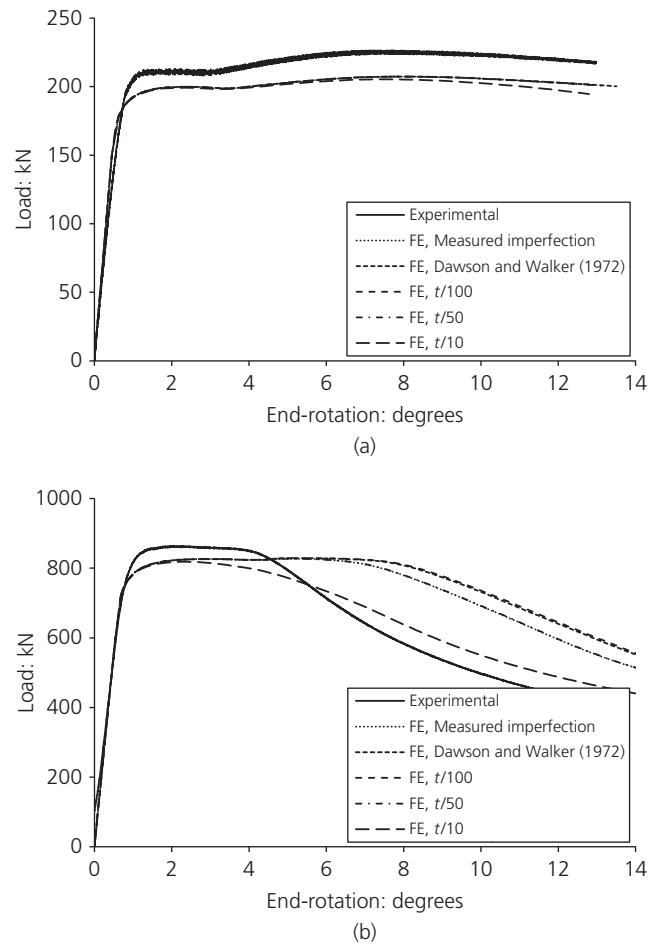 250
200
150
100
50
0
Load: kN
Experimental
FE, Measured imperfection
FE, Dawson and Walker (1972)
FE, t/100
FE, t/50
FE, t/10
0 2 4 6 8 10 12 14
End-rotation: degrees
(a)
1000
800
600
400
200
0
Load: kN
Experimental
FE, Measured imperfection
FE, Dawson and Walker (1972)
FE, t/100
FE, t/50
FE, t/10
0 2 4 6 8 10 12 14
End-rotation: degrees
(b)